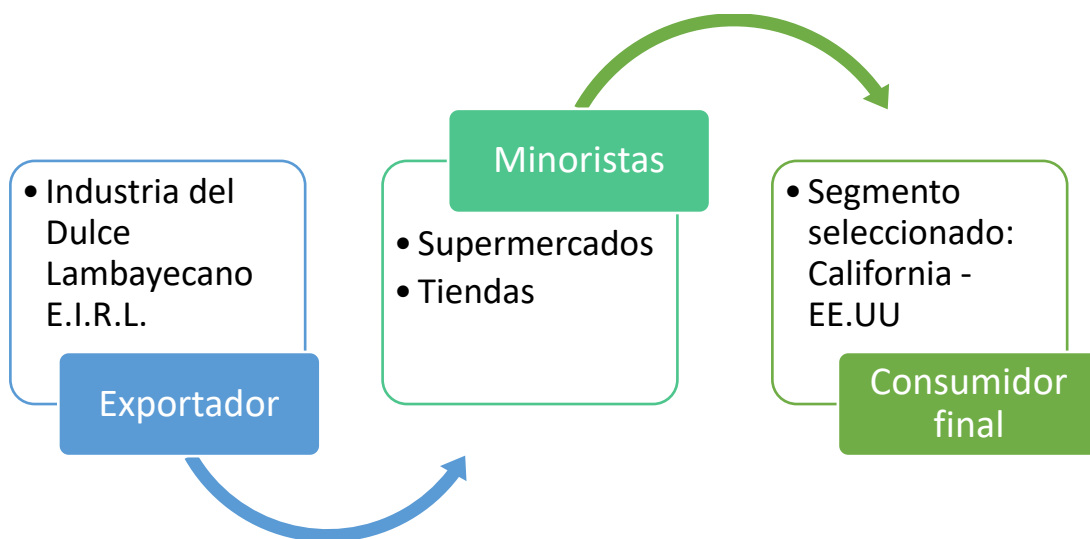 • Industria del
Dulce
Lambayecano
E.I.R.L.
Exportador
Minoristas
• Supermercados
• Tiendas
• Segmento
seleccionado:
California -
EE.UU
Consumidor
final